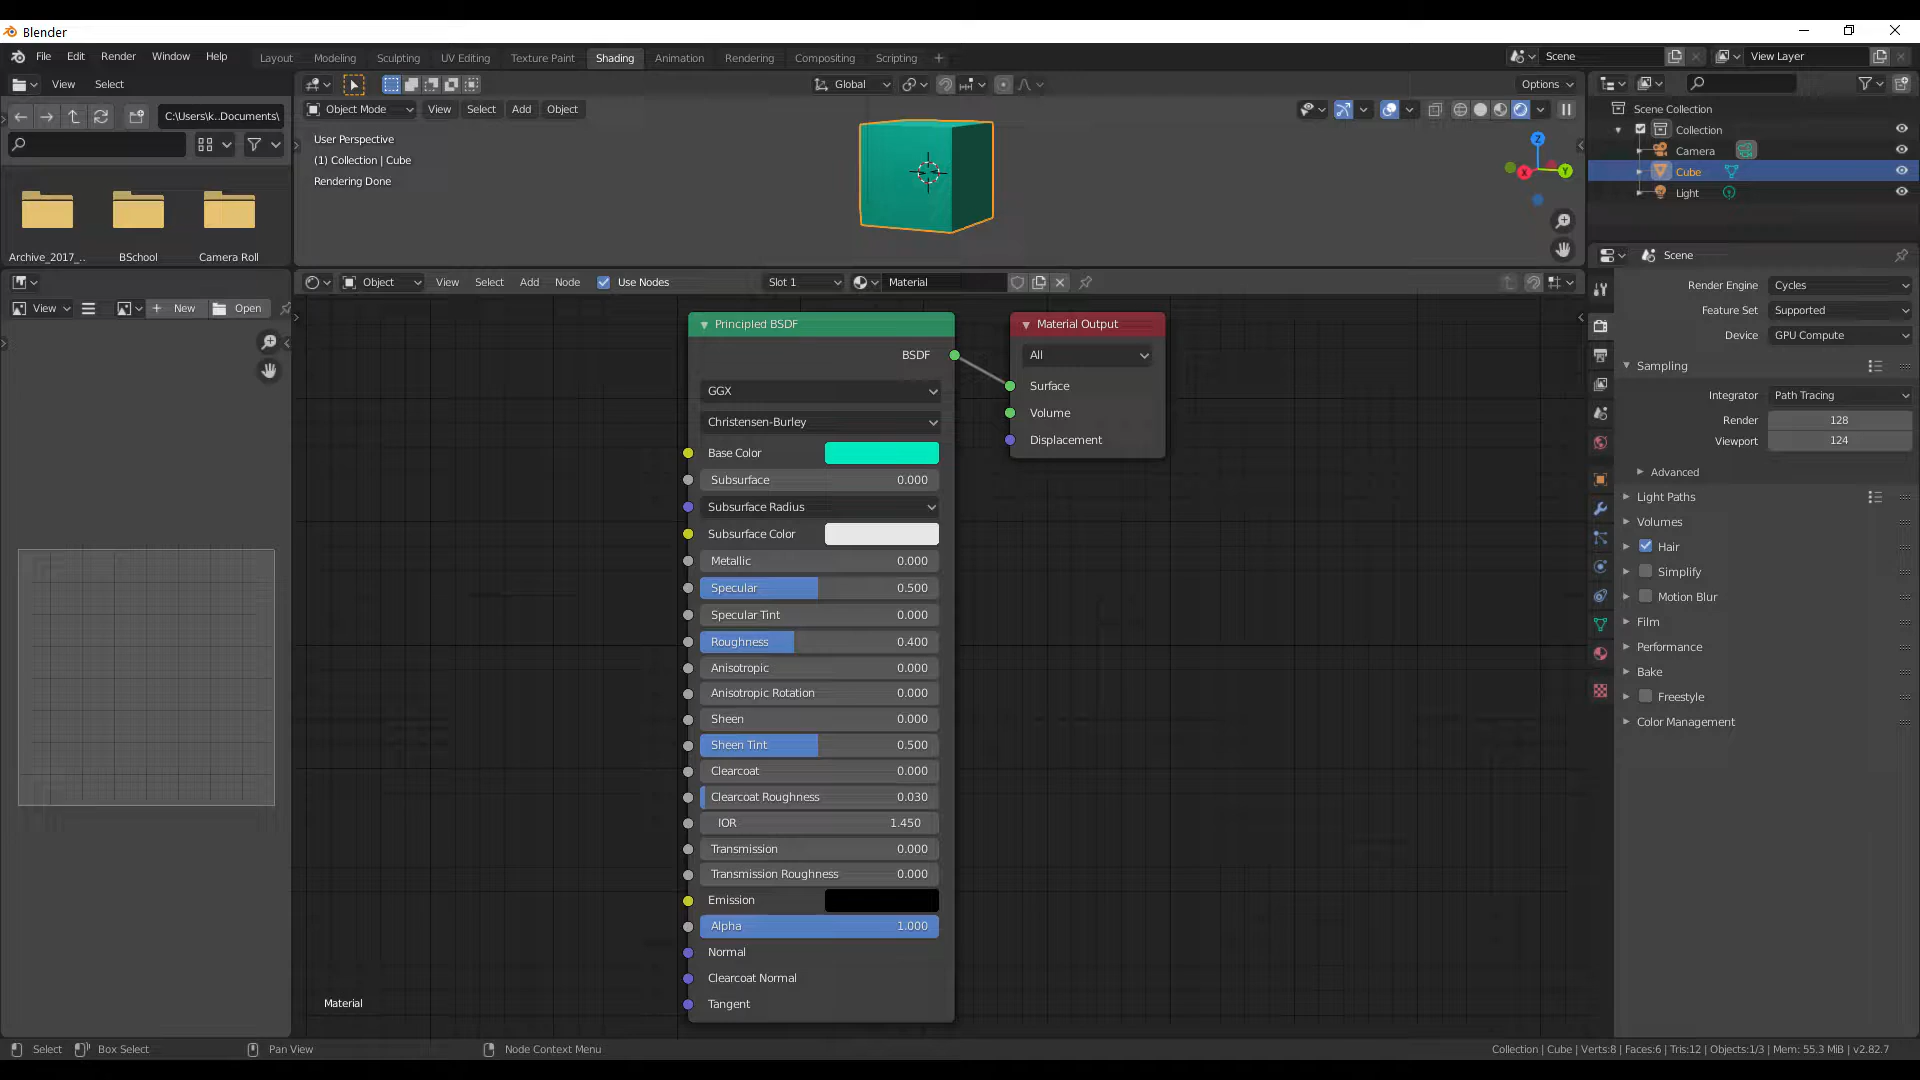 Blender
File Edit Render Window Help
Layout Modeling Sculpting UV Editing Texture Paint Shading Animation Rendering Compositing Scripting +
Scene
View Layer
View Select
Global
Options
C:\Users\k..Documents\
Object Mode View Select Add Object
User Perspective
(1) Collection | Cube
Rendering Done
Z
X
Y
Archive_2017_..
BSchool
Camera Roll
Scene Collection
Collection
Camera
Cube
Light
Object View Select Add Node Use Nodes Slot 1 Material
View New Open
Principled BSDF
BSDF
GGX
Christensen-Burley
Base Color
Subsurface 0.000
Subsurface Radius
Subsurface Color
Metallic 0.000
Specular 0.500
Specular Tint 0.000
Roughness 0.400
Anisotropic 0.000
Anisotropic Rotation 0.000
Sheen 0.000
Sheen Tint 0.500
Clearcoat 0.000
Clearcoat Roughness 0.030
IOR 1.450
Transmission 0.000
Transmission Roughness 0.000
Emission
Alpha 1.000
Normal
Clearcoat Normal
Tangent
Material Output
All
Surface
Volume
Displacement
Material
Scene
Render Engine Cycles
Feature Set Supported
Device GPU Compute
Sampling
Integrator Path Tracing
Render 128
Viewport 124
Advanced
Light Paths
Volumes
Hair
Simplify
Motion Blur
Film
Performance
Bake
Freestyle
Color Management
Select Box Select Pan View Node Context Menu
Collection | Cube | Verts:8 | Faces:6 | Tris:12 | Objects:1/3 | Mem: 55.3 MiB | v2.82.7